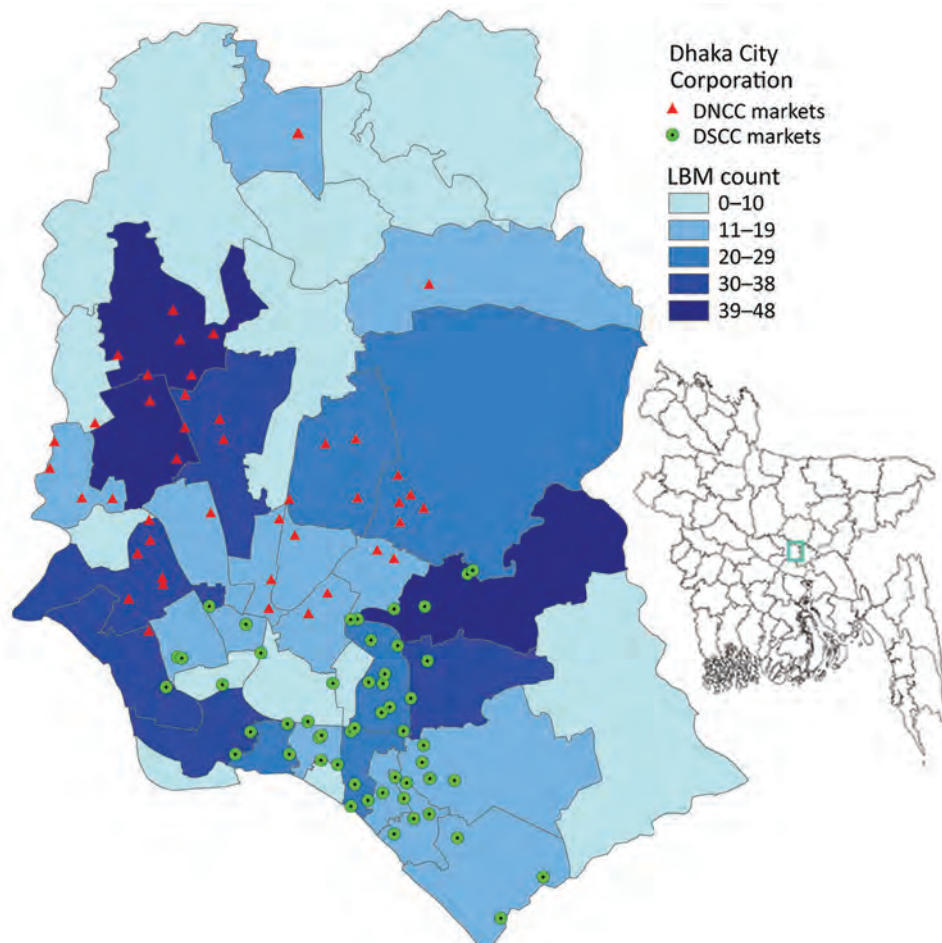 Dhaka City
Corporation
DNCC markets
DSCC markets
LBM count
0–10
11–19
20–29
30–38
39–48